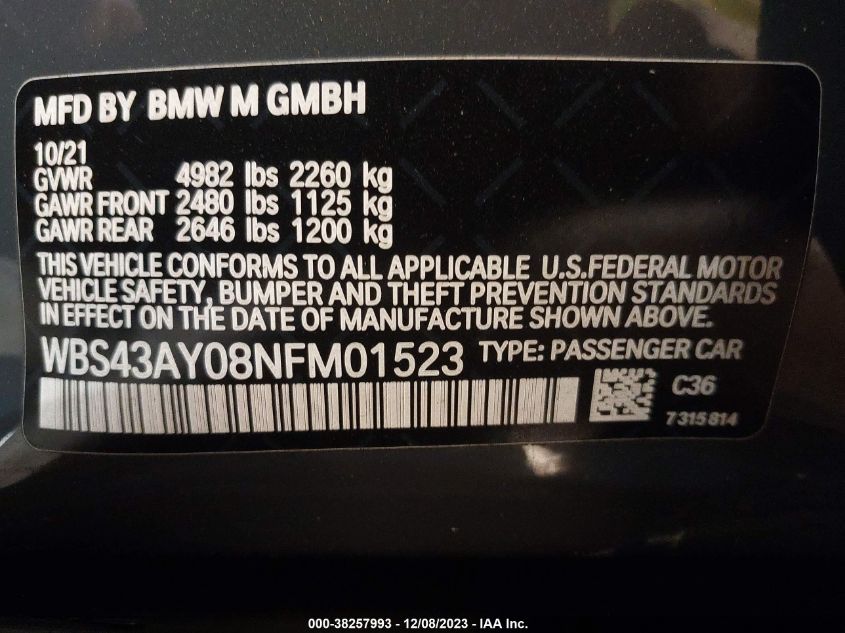 MFD BY BMW M GMBH
10/21
GVWR 4982 lbs 2260 kg
GAWR FRONT 2480 lbs 1125 kg
GAWR REAR 2646 lbs 1200 kg
THIS VEHICLE CONFORMS TO ALL APPLICABLE U.S.FEDERAL MOTOR
VEHICLE SAFETY, BUMPER AND THEFT PREVENTION STANDARDS
IN EFFECT ON THE DATE OF MANUFACTURE SHOWN ABOVE.
WBS43AY08NFM01523 TYPE: PASSENGER CAR
C36
7315814
000-38257993 - 12/08/2023 - IAA Inc.